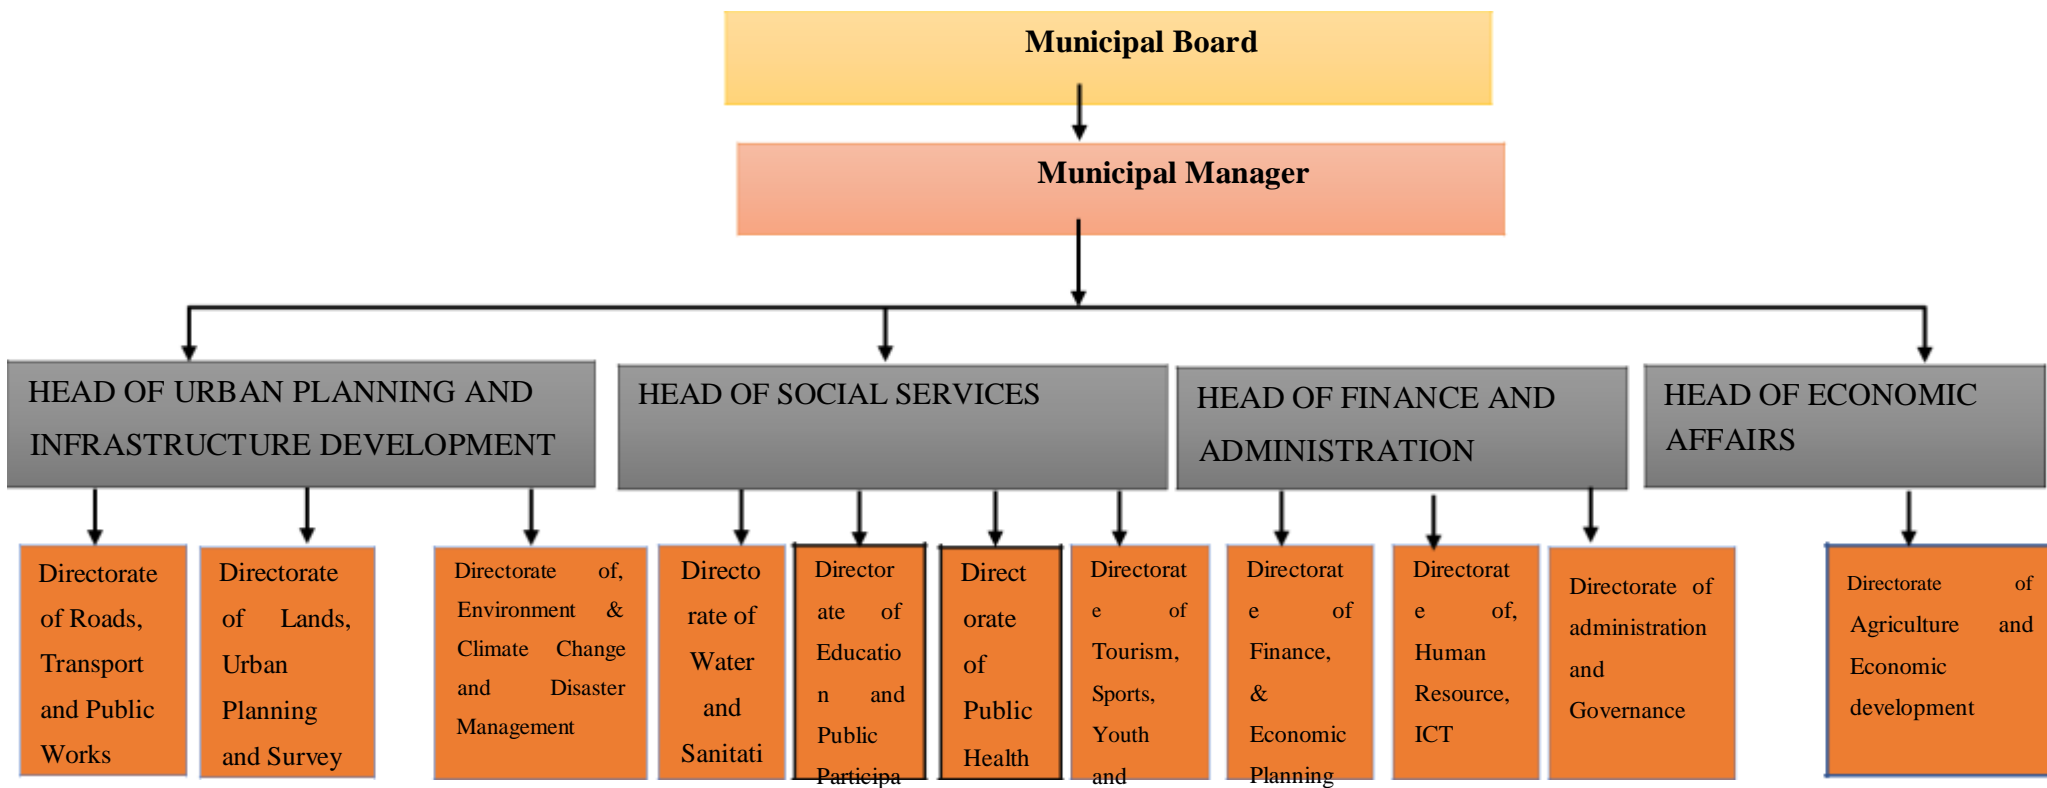 Municipal Board
Municipal Manager
HEAD OF URBAN PLANNING AND
INFRASTRUCTURE DEVELOPMENT
HEAD OF SOCIAL SERVICES
HEAD OF FINANCE AND
ADMINISTRATION
HEAD OF ECONOMIC
AFFAIRS
Directorate
of Roads,
Transport
and Public
Works
Directorate
of Lands,
Urban
Planning
and Survey
Directorate of,
Environment &
Climate Change
and Disaster
Management
Directo
rate of
Water
and
Sanitati
Director
ate of
Educatio
n and
Public
Participa
Direct
orate
of
Public
Health
Directorat
e of
Tourism,
Sports,
Youth
and
Directorat
e of
Finance,
&
Economic
Planning
Directorat
e of,
Human
Resource,
ICT
Directorate of
administration
and
Governance
Directorate of
Agriculture and
Economic
development